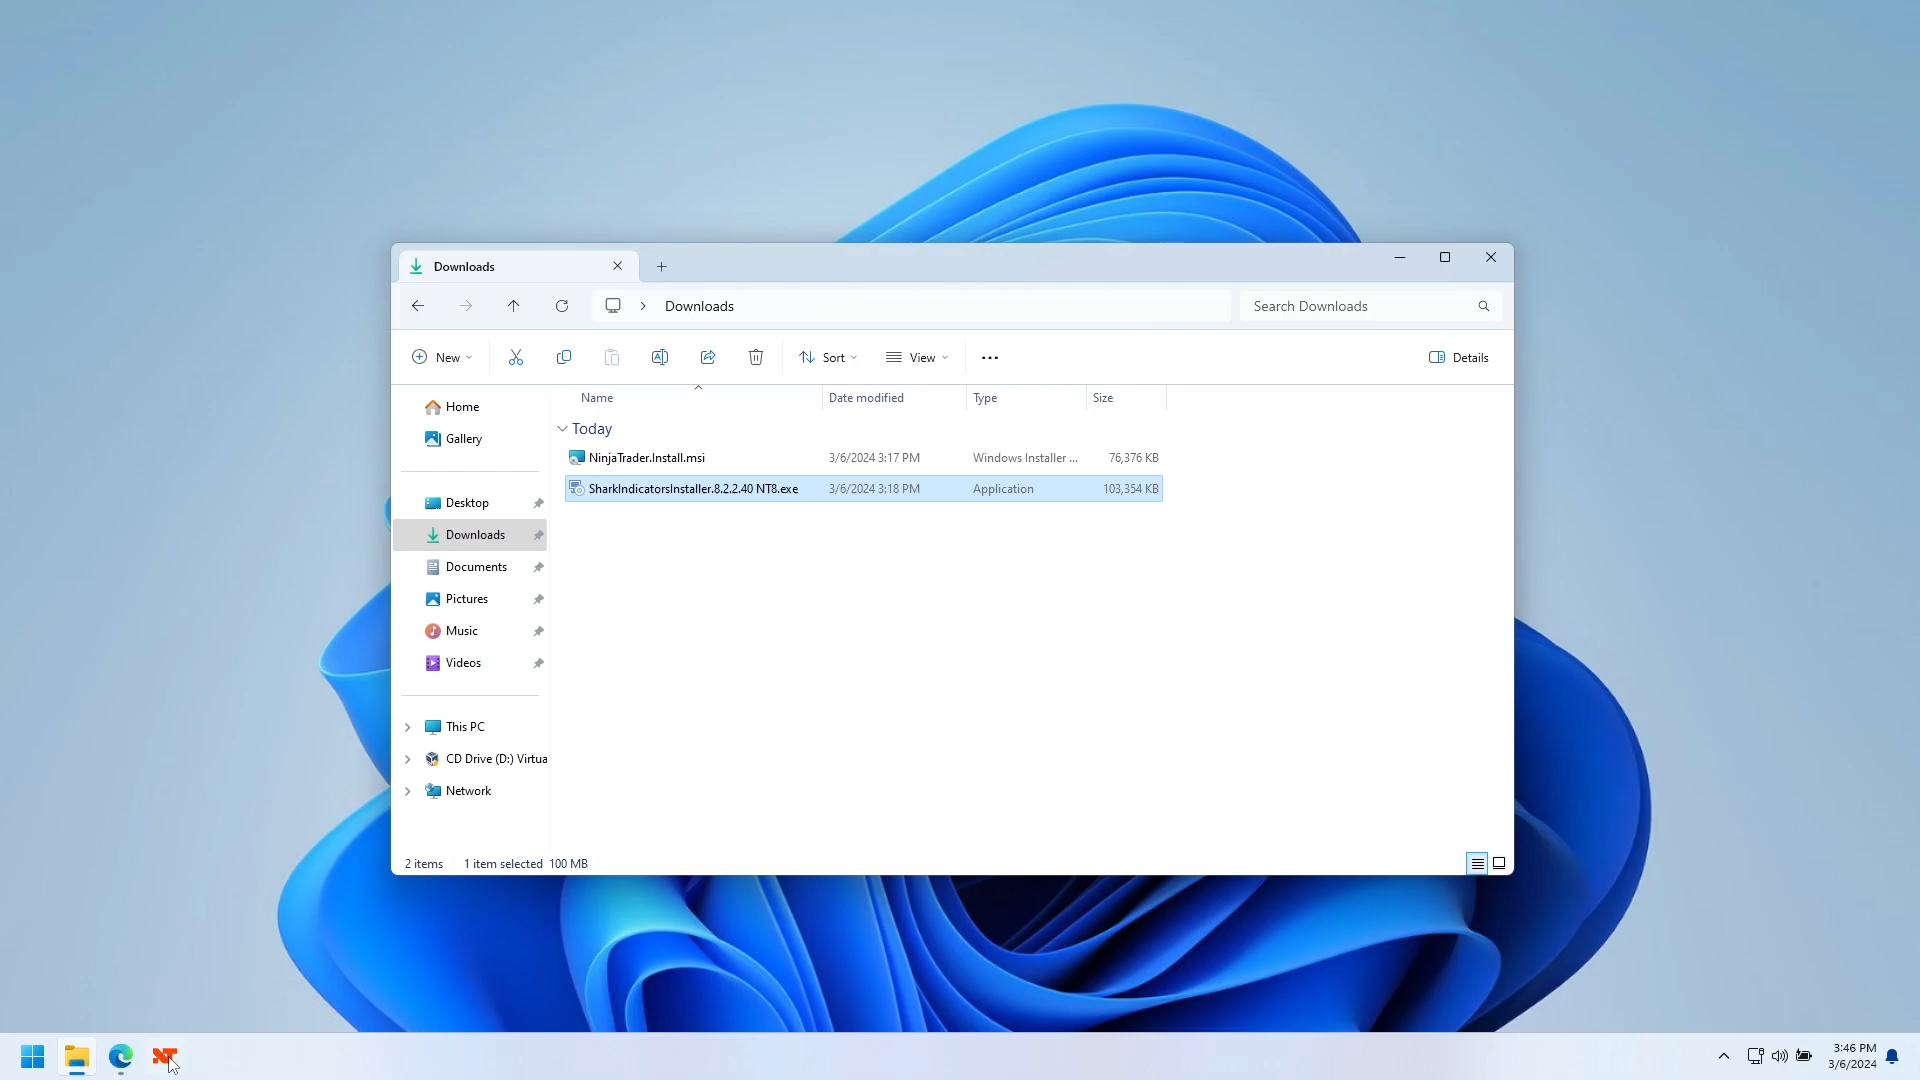 Downloads
Downloads
Search Downloads
New
Sort
View
Details
Name Date modified Type Size
Home
Gallery
Desktop
Downloads
Documents
Pictures
Music
Videos
This PC
CD Drive (D:) Virtua
Network
Today
NinjaTrader.Install.msi 3/6/2024 3:17 PM Windows Installer ... 76,376 KB
SharkIndicatorsInstaller.8.2.2.40 NT8.exe 3/6/2024 3:18 PM Application 103,354 KB
2 items 1 item selected 100 MB
NT
3:46 PM
3/6/2024